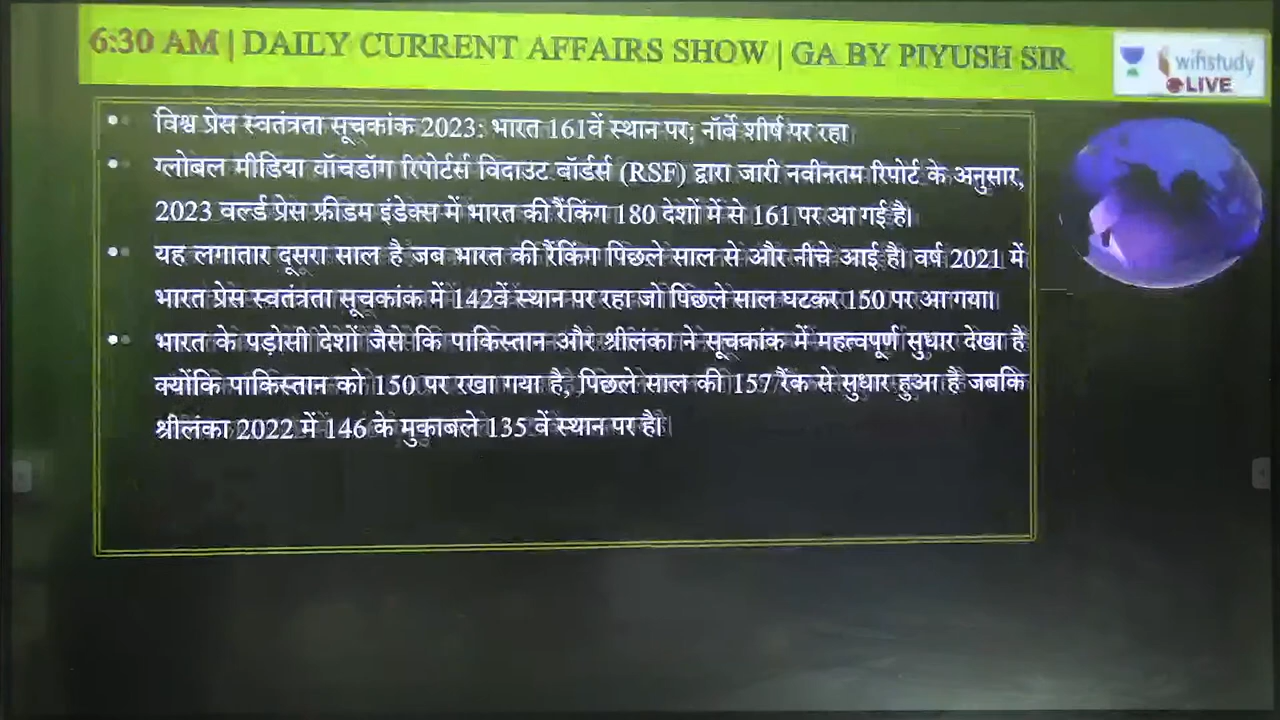 6:30 AM | DAILY CURRENT AFFAIRS SHOW | GA BY PIYUSH SIR
wifistudy
LIVE
• विश्व प्रेस स्वतंत्रता सूचकांक 2023: भारत 161वें स्थान पर; नॉर्वे शीर्ष पर रहा
• ग्लोबल मीडिया वॉचडॉग रिपोर्टर्स विदाउट बॉर्डर्स (RSF) द्वारा जारी नवीनतम रिपोर्ट के अनुसार,
2023 वर्ल्ड प्रेस फ्रीडम इंडेक्स में भारत की रैंकिंग 180 देशों में से 161 पर आ गई है।
• यह लगातार दूसरा साल है जब भारत की रैंकिंग पिछले साल से और नीचे आई है। वर्ष 2021 में
भारत प्रेस स्वतंत्रता सूचकांक में 142वें स्थान पर रहा जो पिछले साल घटकर 150 पर आ गया।
• भारत के पड़ोसी देशों जैसे कि पाकिस्तान और श्रीलंका ने सूचकांक में महत्वपूर्ण सुधार देखा है
क्योंकि पाकिस्तान को 150 पर रखा गया है, पिछले साल की 157 रैंक से सुधार हुआ है जबकि
श्रीलंका 2022 में 146 के मुकाबले 135 वें स्थान पर है।